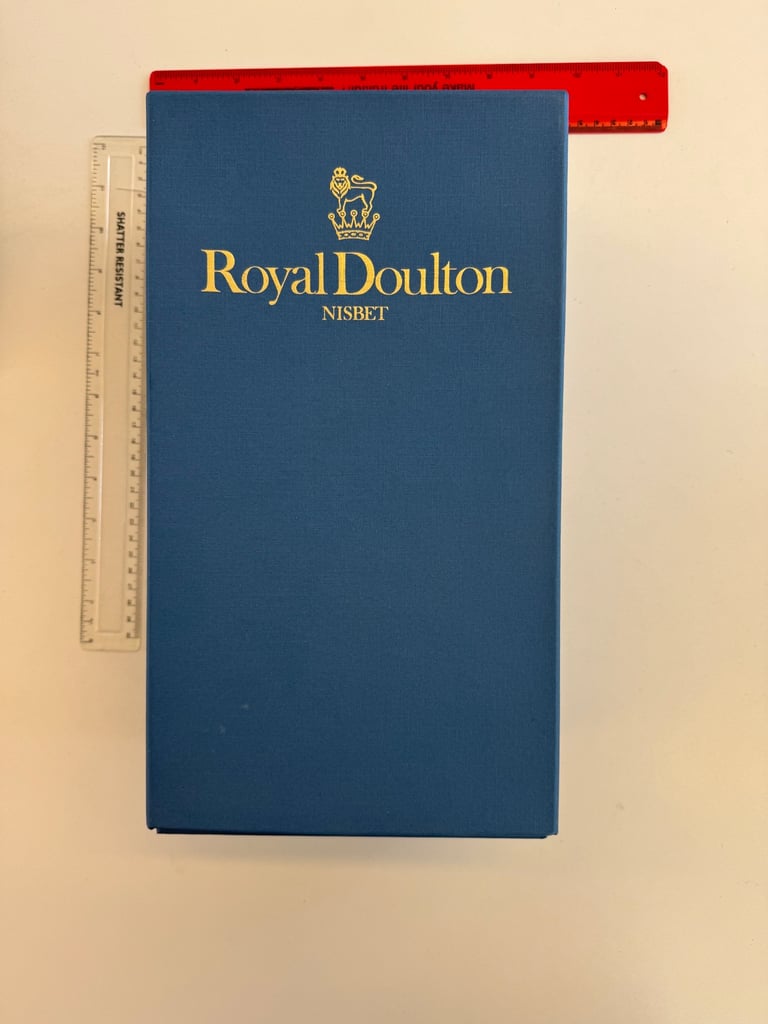 Royal Doulton
NISBET
SHATTER RESISTANT